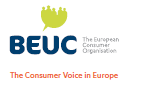 BEUC
The European
Consumer
Organisation
The Consumer Voice in Europe